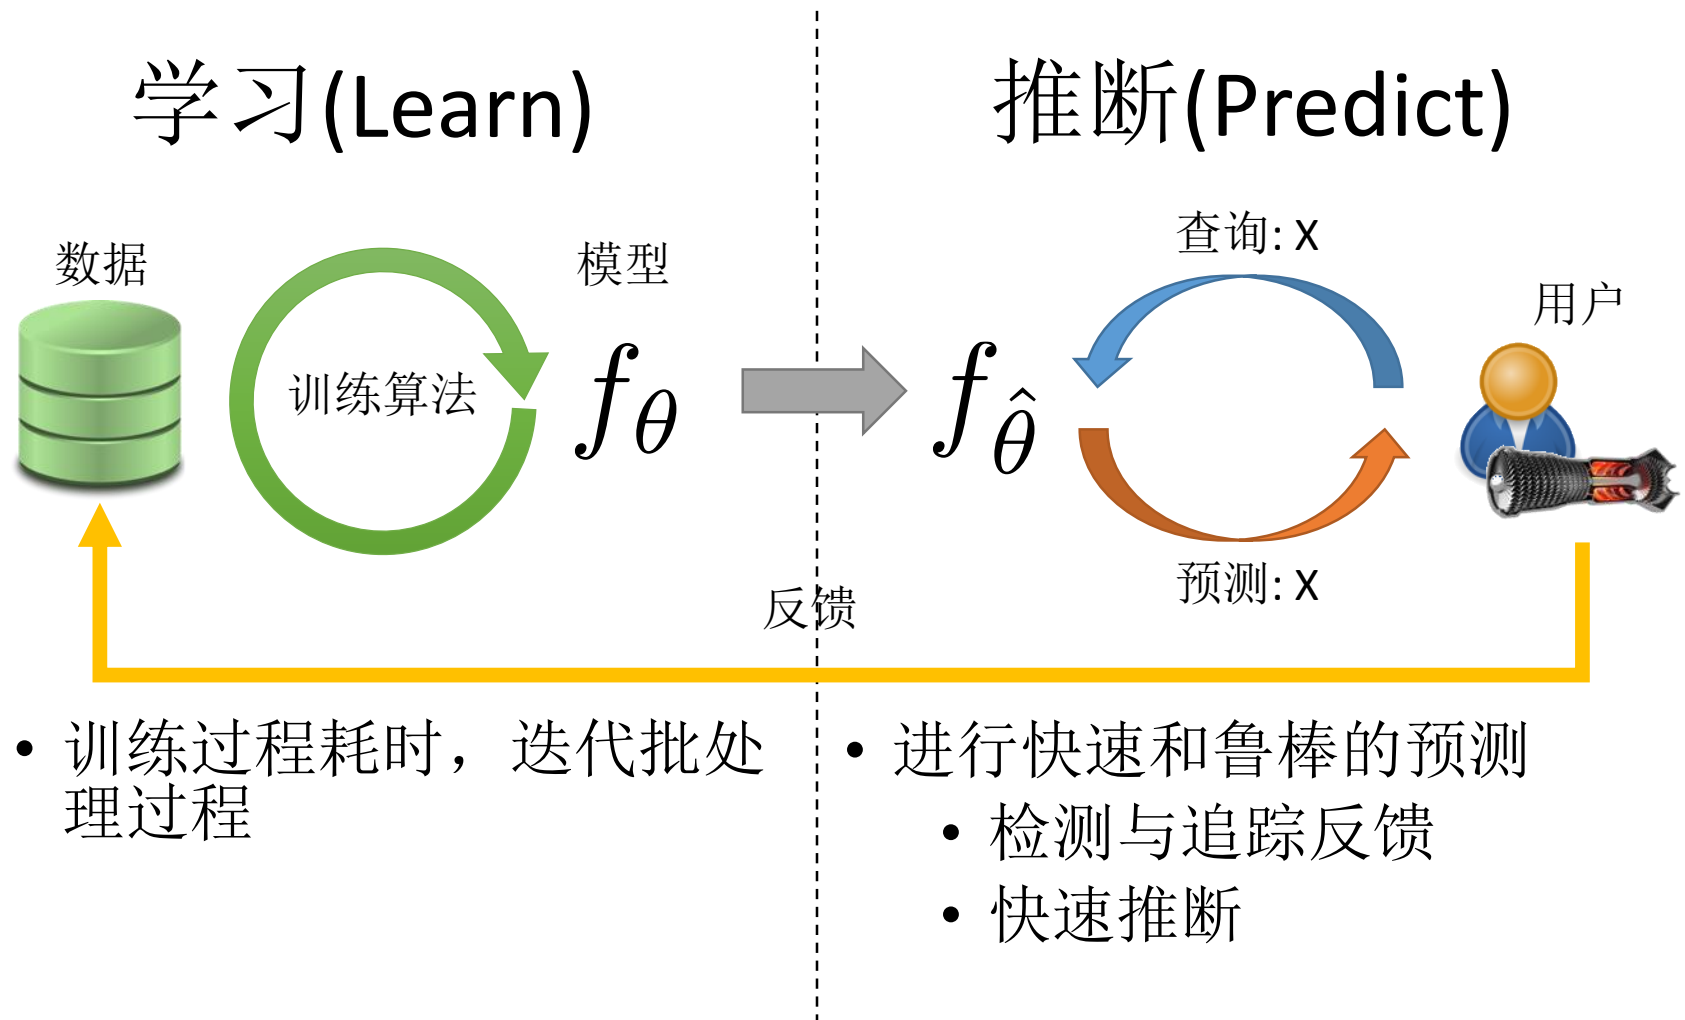 学习(Learn)
数据
训练算法
模型
fθ
训练过程耗时，迭代批处
理过程
推断(Predict)
查询: X
用户
fθ̂
预测: X
反馈
• 进行快速和鲁棒的预测
• 检测与追踪反馈
• 快速推断